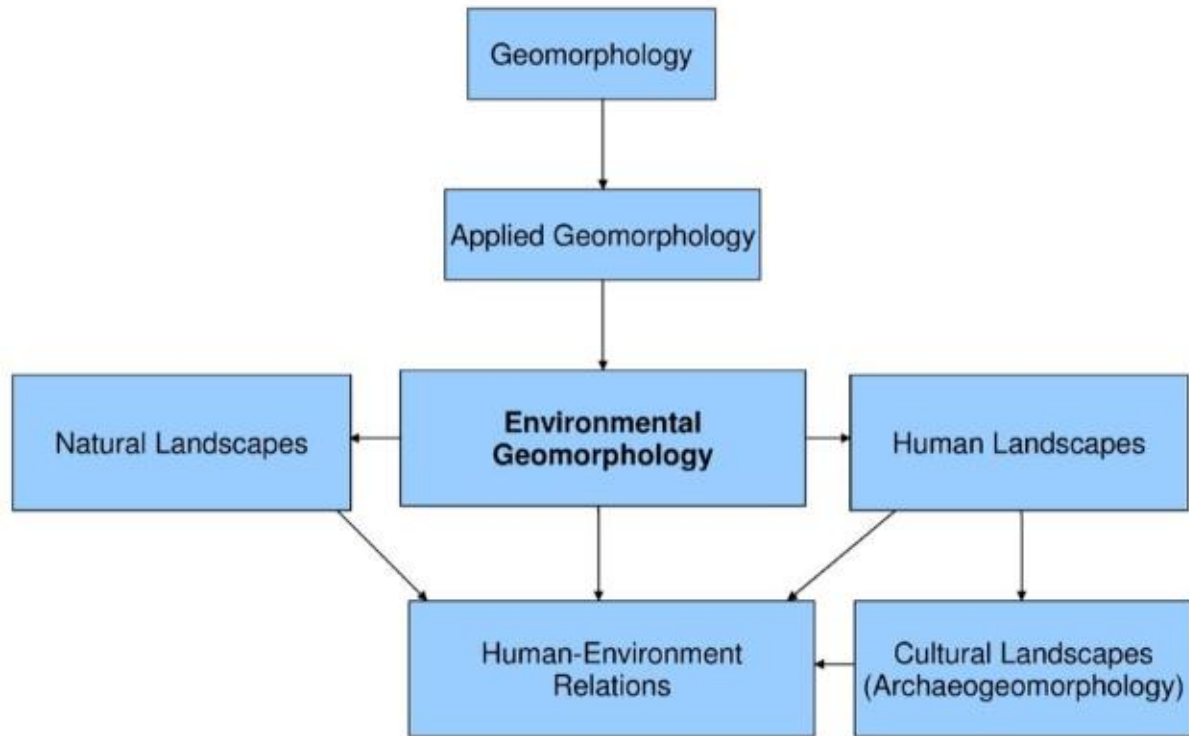 Geomorphology
Applied Geomorphology
Natural Landscapes
Environmental
Geomorphology
Human Landscapes
Human-Environment
Relations
Cultural Landscapes
(Archaeogeomorphology)